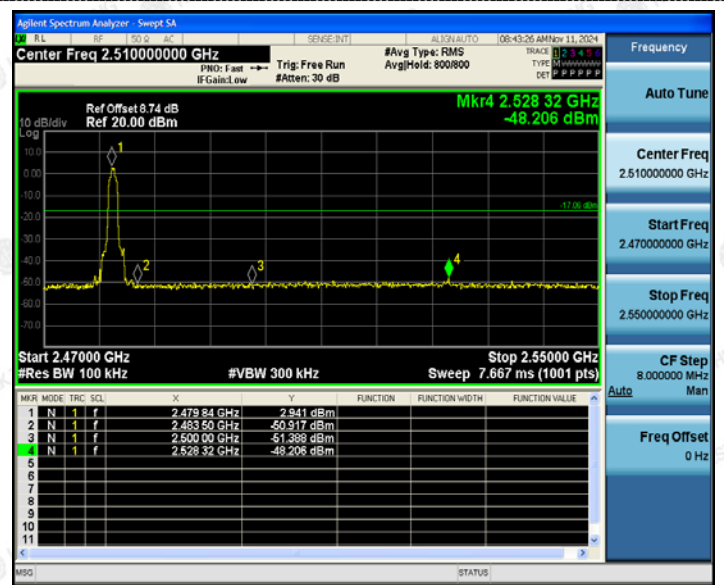 Agilent Spectrum Analyzer - Swept SA
RL RF 50 Ω AC SENSE:INT ALIGN AUTO 08:43:26 AM Nov 11, 2024
Center Freq 2.510000000 GHz
PNO: Fast
IFGain:Low
Trig: Free Run
#Atten: 30 dB
#Avg Type: RMS
Avg|Hold: 800/800
TRACE 1 2 3 4 5 6
TYPE M
DET P P P P P P
Frequency
Auto Tune
Center Freq
2.510000000 GHz
Start Freq
2.470000000 GHz
Stop Freq
2.550000000 GHz
CF Step
8.000000 MHz
Auto Man
Freq Offset
0 Hz
Mkr4 2.528 32 GHz
-48.206 dBm
Ref Offset 8.74 dB
10 dB/div Ref 20.00 dBm
Log
10.0
0.00
-10.0
-20.0
-30.0
-40.0
-50.0
-60.0
-70.0
1
2
3
4
-17.06 dBm
Start 2.47000 GHz Stop 2.55000 GHz
#Res BW 100 kHz #VBW 300 kHz Sweep 7.667 ms (1001 pts)
MKR MODE TRC SCL X Y FUNCTION FUNCTION WIDTH FUNCTION VALUE
1 N 1 f 2.479 84 GHz 2.941 dBm
2 N 1 f 2.483 50 GHz -50.917 dBm
3 N 1 f 2.500 00 GHz -51.388 dBm
4 N 1 f 2.528 32 GHz -48.206 dBm
5
6
7
8
9
10
11
MSG STATUS